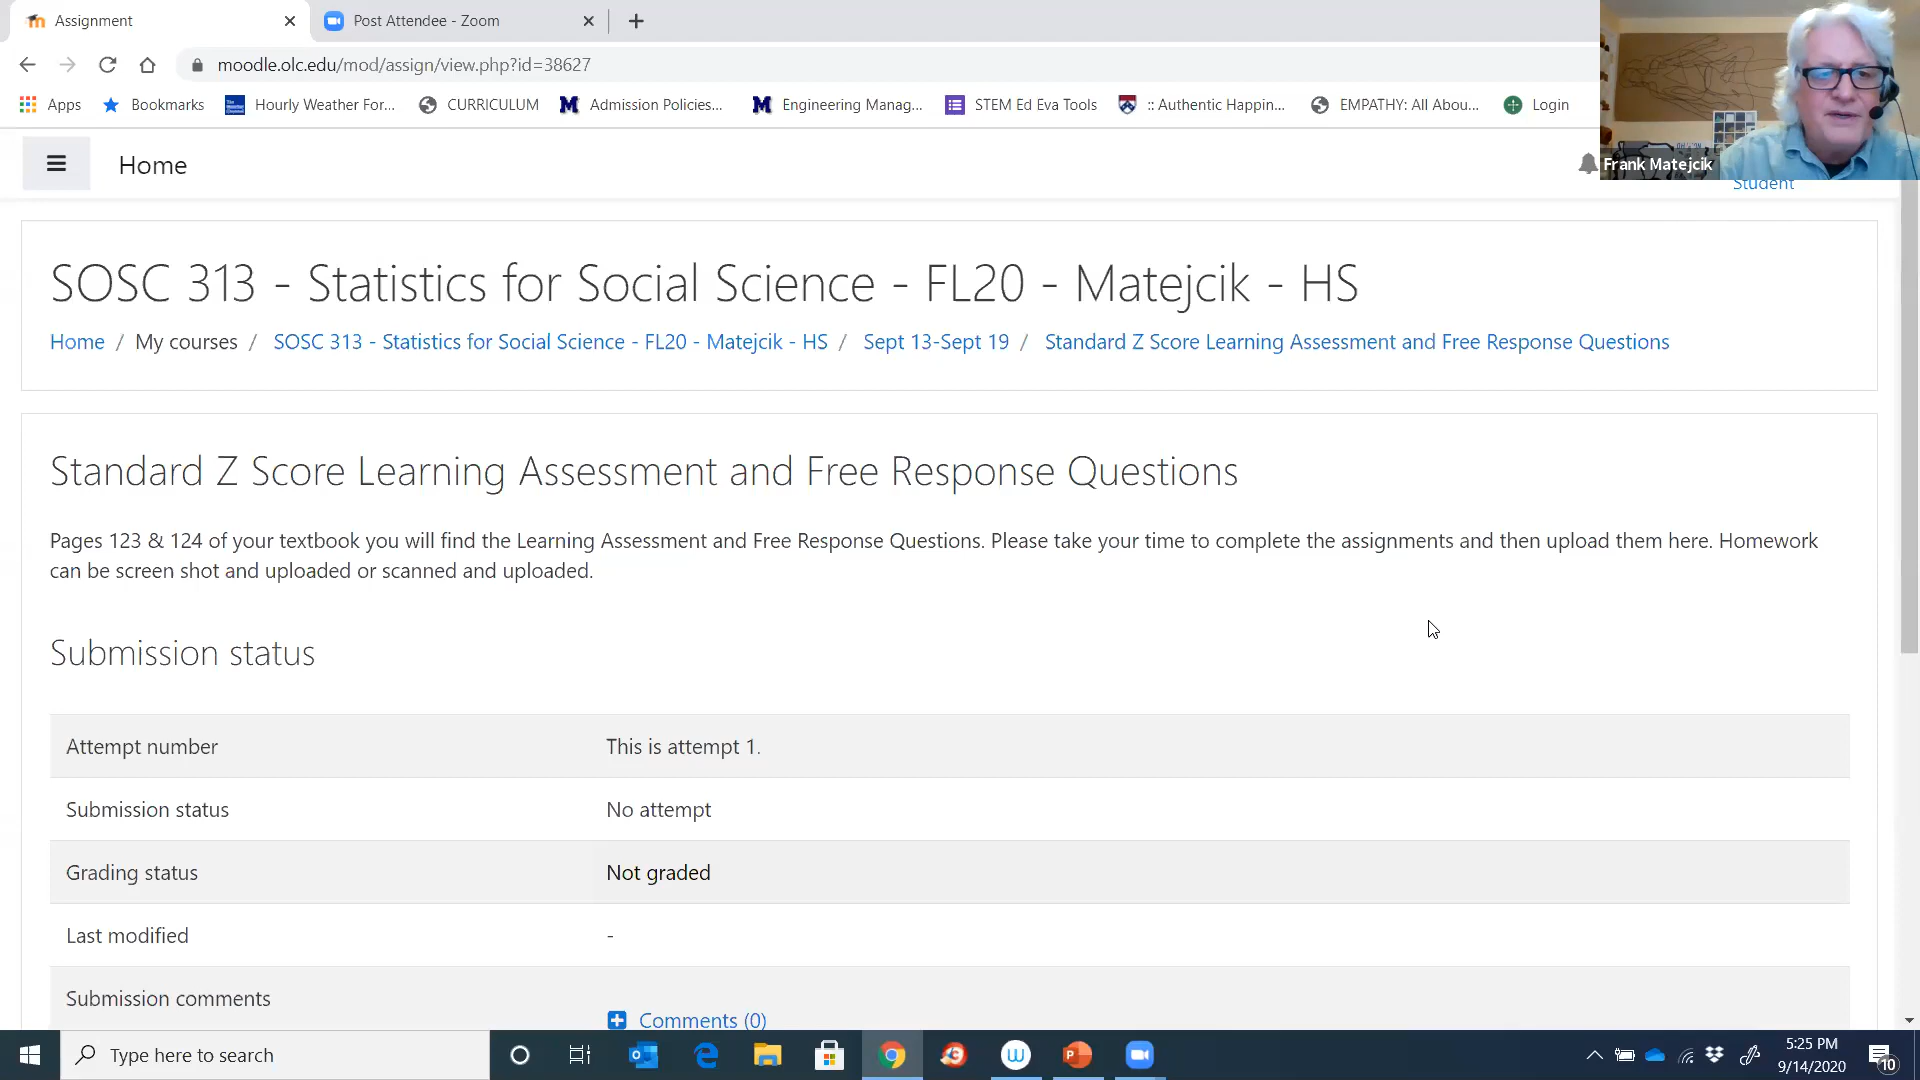 Assignment
Post Attendee - Zoom
moodle.olc.edu/mod/assign/view.php?id=38627
Apps
Bookmarks
Hourly Weather For...
CURRICULUM
Admission Policies...
Engineering Manag...
STEM Ed Eva Tools
:: Authentic Happin...
EMPATHY: All Abou...
Login
Home
Frank Matejcik
Student
SOSC 313 - Statistics for Social Science - FL20 - Matejcik - HS
Home / My courses / SOSC 313 - Statistics for Social Science - FL20 - Matejcik - HS / Sept 13-Sept 19 / Standard Z Score Learning Assessment and Free Response Questions
Standard Z Score Learning Assessment and Free Response Questions
Pages 123 & 124 of your textbook you will find the Learning Assessment and Free Response Questions. Please take your time to complete the assignments and then upload them here. Homework
can be screen shot and uploaded or scanned and uploaded.
Submission status
Attempt number This is attempt 1.
Submission status No attempt
Grading status Not graded
Last modified -
Submission comments
Comments (0)
Type here to search
5:25 PM
9/14/2020
10